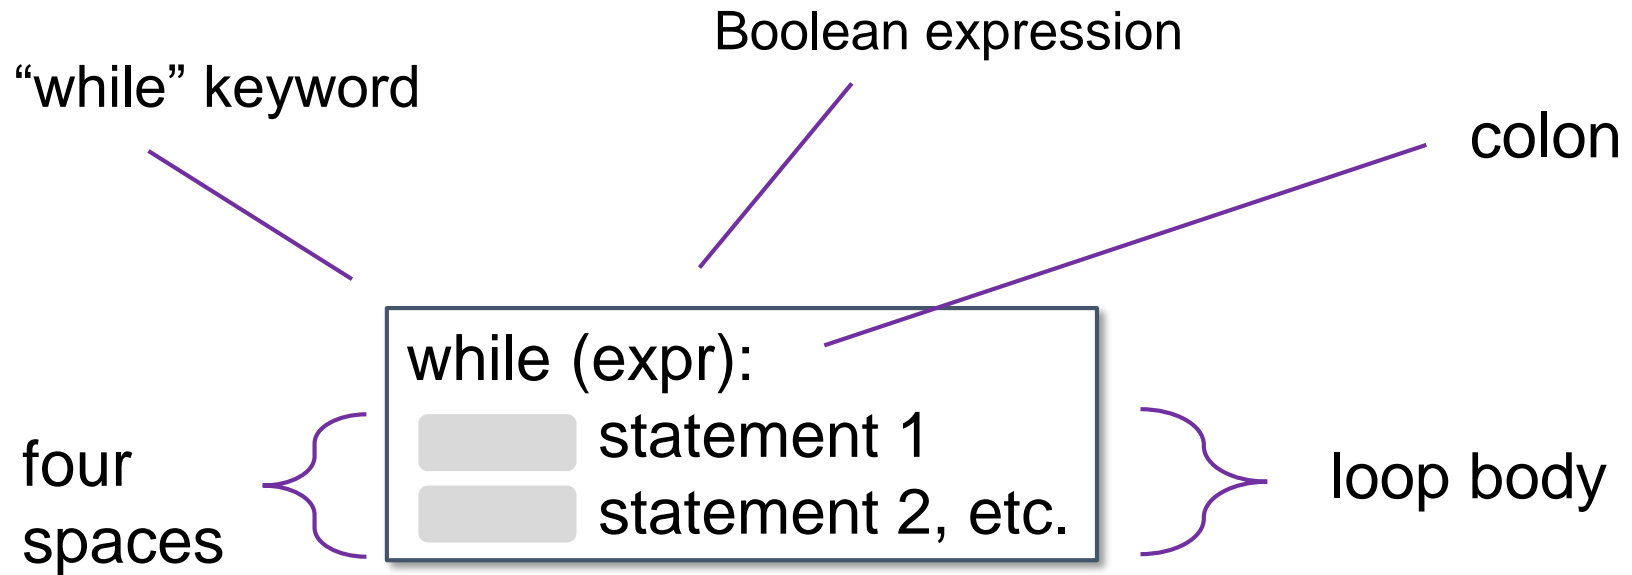 Boolean expression
“while” keyword
colon
while (expr):
statement 1
statement 2, etc.
four
spaces
loop body